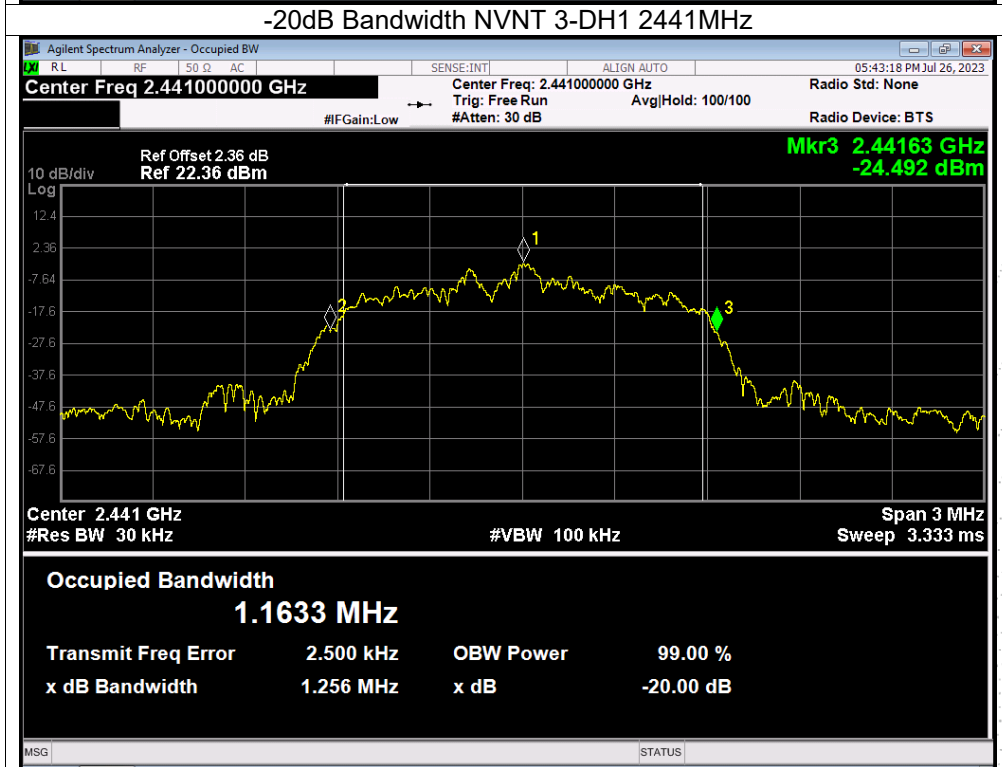 -20dB Bandwidth NVNT 3-DH1 2441MHz
Agilent Spectrum Analyzer - Occupied BW
LXI RL RF 50 Ω AC SENSE:INT ALIGN AUTO 05:43:18 PM Jul 26, 2023
Center Freq 2.441000000 GHz Center Freq: 2.441000000 GHz Radio Std: None
Trig: Free Run Avg|Hold: 100/100
#IFGain:Low #Atten: 30 dB Radio Device: BTS
Mkr3 2.44163 GHz
-24.492 dBm
Ref Offset 2.36 dB
10 dB/div Ref 22.36 dBm
Log
12.4
1
2.36
-7.64
2
3
-17.6
-27.6
-37.6
-47.6
-57.6
-67.6
Center 2.441 GHz Span 3 MHz
#Res BW 30 kHz #VBW 100 kHz Sweep 3.333 ms
Occupied Bandwidth
1.1633 MHz
Transmit Freq Error 2.500 kHz OBW Power 99.00 %
x dB Bandwidth 1.256 MHz x dB -20.00 dB
MSG STATUS